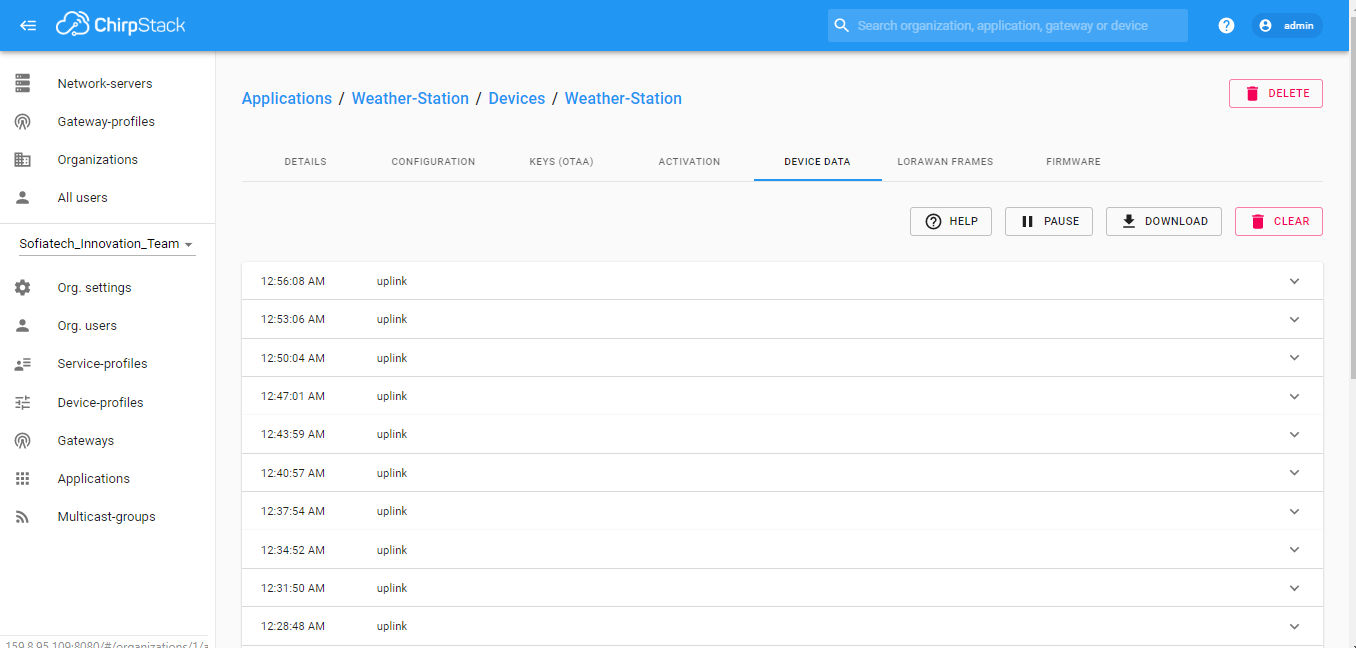 ChirpStack
Search organization, application, gateway or device
admin
Network-servers
Gateway-profiles
Organizations
All users
Sofiatech_Innovation_Team
Org. settings
Org. users
Service-profiles
Device-profiles
Gateways
Applications
Multicast-groups
Applications / Weather-Station / Devices / Weather-Station
DELETE
DETAILS CONFIGURATION KEYS (OTAA) ACTIVATION DEVICE DATA LORAWAN FRAMES FIRMWARE
HELP PAUSE DOWNLOAD CLEAR
12:56:08 AM uplink
12:53:06 AM uplink
12:50:04 AM uplink
12:47:01 AM uplink
12:43:59 AM uplink
12:40:57 AM uplink
12:37:54 AM uplink
12:34:52 AM uplink
12:31:50 AM uplink
12:28:48 AM uplink
159.8.95.109:8080/#/organizations/1/a